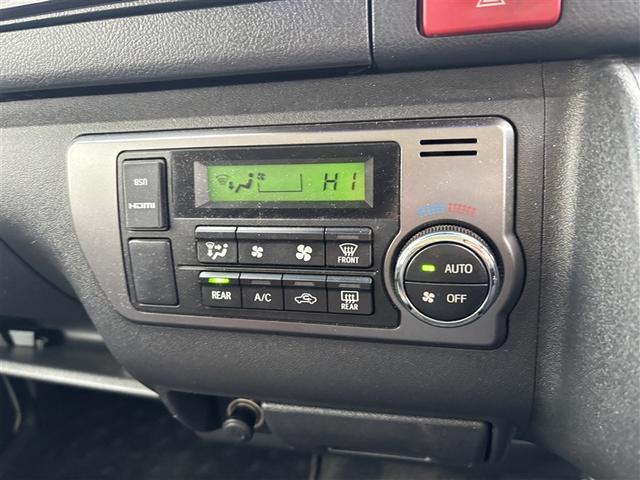 USB
HDMI
HI
FRONT
REAR
A/C
REAR
AUTO
OFF